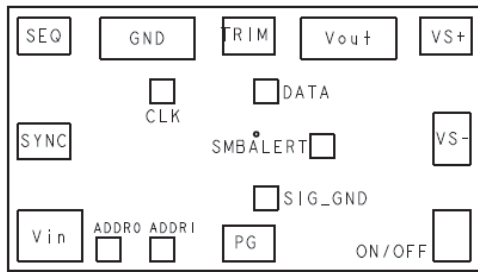 SEQ GND TRIM Vout VS+
CLK DATA
SYNC SMBALERT VS-
SIG_GND
Vin ADDR0 ADDR1 PG ON/OFF